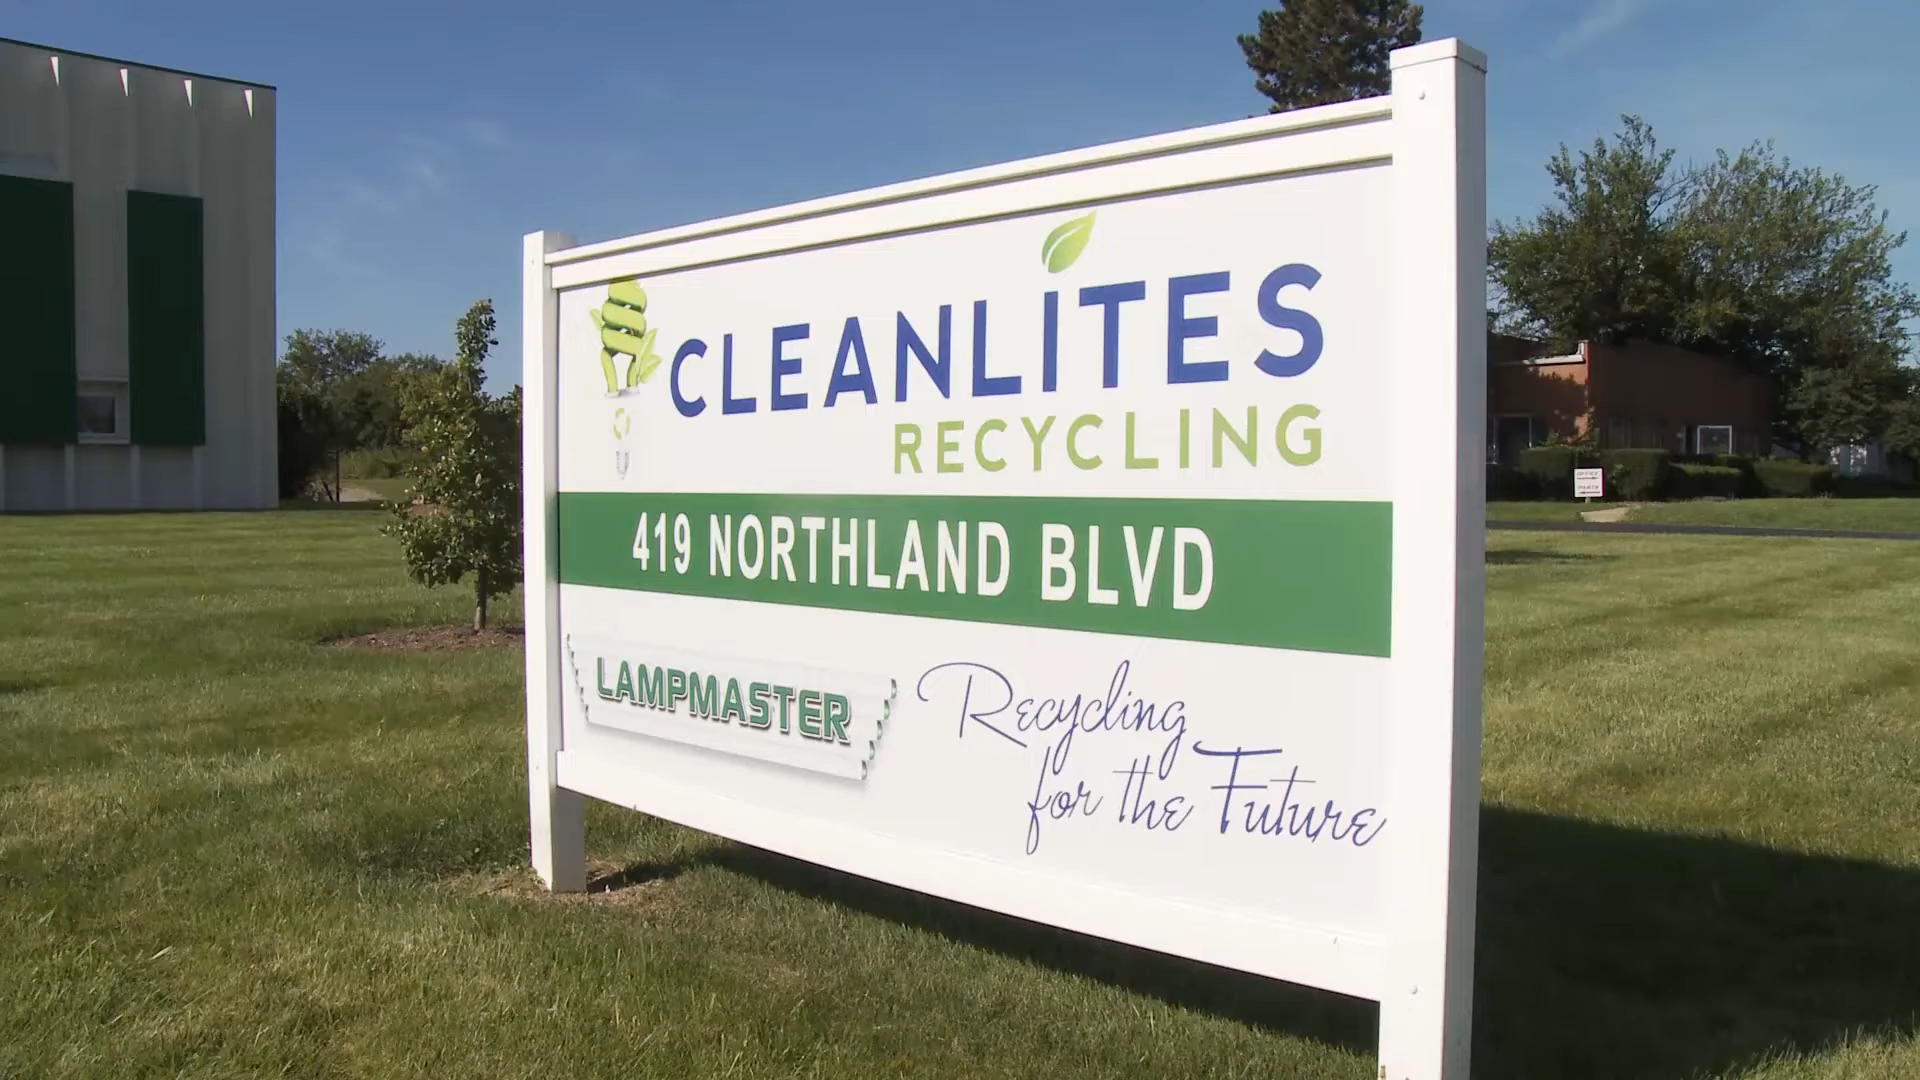 CLEANLITES
RECYCLING
419 NORTHLAND BLVD
LAMPMASTER
Recycling
for the Future